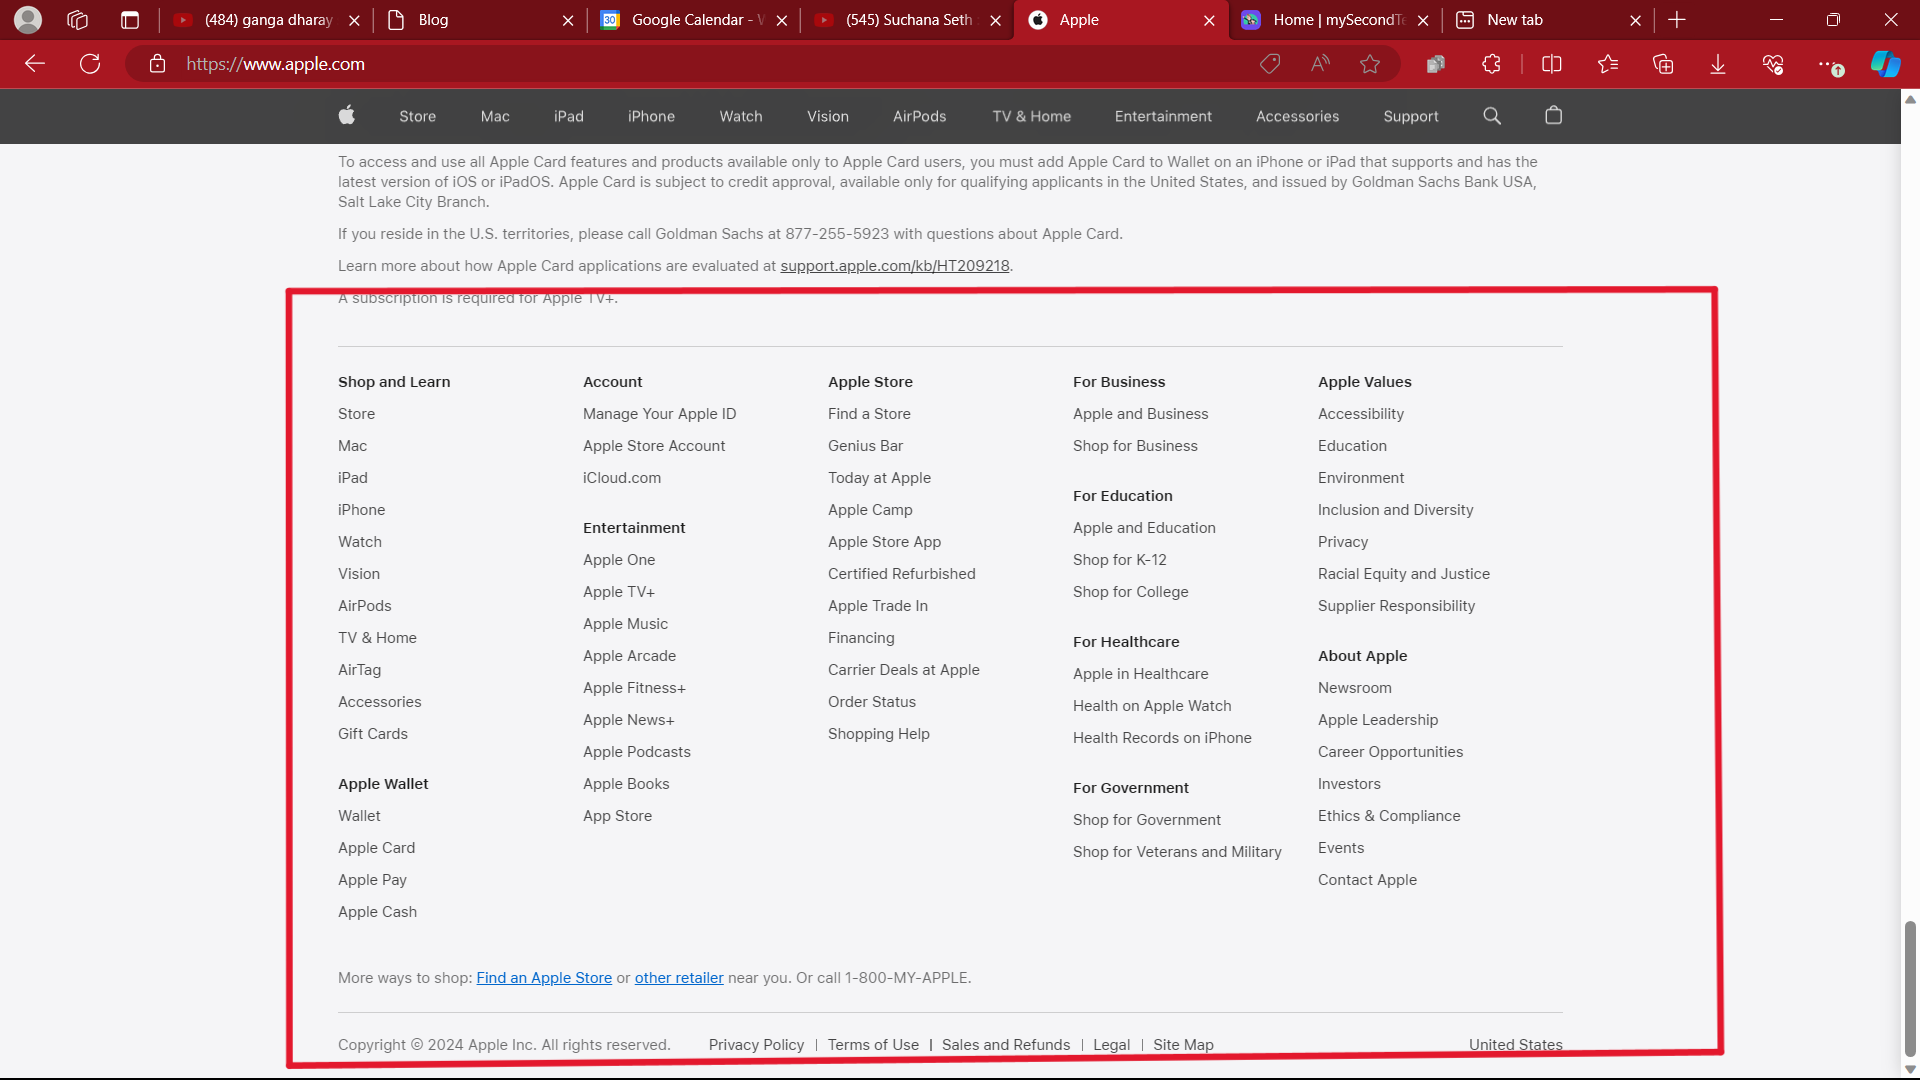 (484) ganga dharay
Blog
Google Calendar -
(545) Suchana Seth
Apple
Home | mySecondTe
New tab
https://www.apple.com
Store Mac iPad iPhone Watch Vision AirPods TV & Home Entertainment Accessories Support
To access and use all Apple Card features and products available only to Apple Card users, you must add Apple Card to Wallet on an iPhone or iPad that supports and has the
latest version of iOS or iPadOS. Apple Card is subject to credit approval, available only for qualifying applicants in the United States, and issued by Goldman Sachs Bank USA,
Salt Lake City Branch.
If you reside in the U.S. territories, please call Goldman Sachs at 877-255-5923 with questions about Apple Card.
Learn more about how Apple Card applications are evaluated at support.apple.com/kb/HT209218.
A subscription is required for Apple TV+.
Shop and Learn
Store
Mac
iPad
iPhone
Watch
Vision
AirPods
TV & Home
AirTag
Accessories
Gift Cards
Apple Wallet
Wallet
Apple Card
Apple Pay
Apple Cash
Account
Manage Your Apple ID
Apple Store Account
iCloud.com
Entertainment
Apple One
Apple TV+
Apple Music
Apple Arcade
Apple Fitness+
Apple News+
Apple Podcasts
Apple Books
App Store
Apple Store
Find a Store
Genius Bar
Today at Apple
Apple Camp
Apple Store App
Certified Refurbished
Apple Trade In
Financing
Carrier Deals at Apple
Order Status
Shopping Help
For Business
Apple and Business
Shop for Business
For Education
Apple and Education
Shop for K-12
Shop for College
For Healthcare
Apple in Healthcare
Health on Apple Watch
Health Records on iPhone
For Government
Shop for Government
Shop for Veterans and Military
Apple Values
Accessibility
Education
Environment
Inclusion and Diversity
Privacy
Racial Equity and Justice
Supplier Responsibility
About Apple
Newsroom
Apple Leadership
Career Opportunities
Investors
Ethics & Compliance
Events
Contact Apple
More ways to shop: Find an Apple Store or other retailer near you. Or call 1-800-MY-APPLE.
Copyright © 2024 Apple Inc. All rights reserved. Privacy Policy | Terms of Use | Sales and Refunds | Legal | Site Map United States